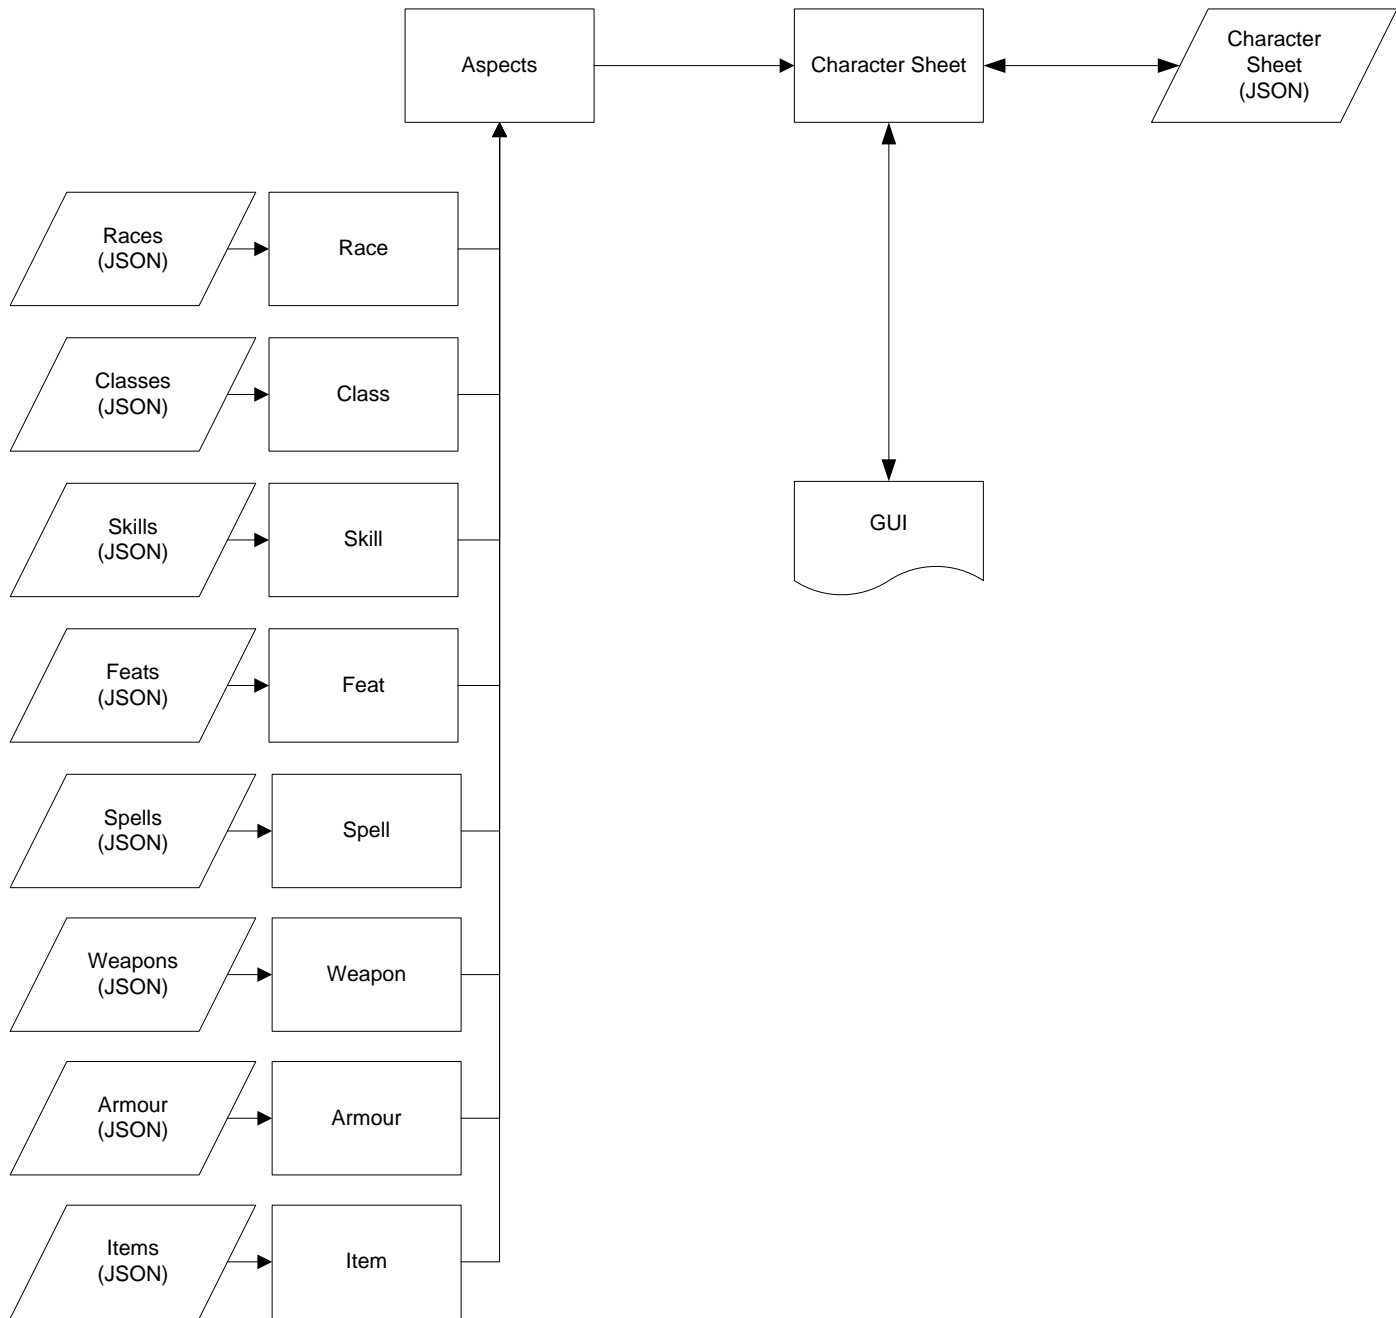 Aspects
Character Sheet
Character
Sheet
(JSON)
Races
(JSON)
Race
Classes
(JSON)
Class
Skills
(JSON)
Skill
GUI
Feats
(JSON)
Feat
Spells
(JSON)
Spell
Weapons
(JSON)
Weapon
Armour
(JSON)
Armour
Items
(JSON)
Item